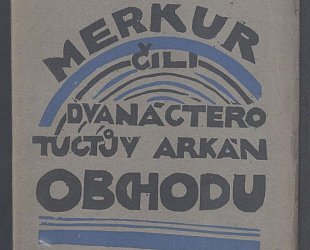 MERKUR
ČILI
DVANÁCTERO
TUCTŮV ARKÁN
OBCHODU